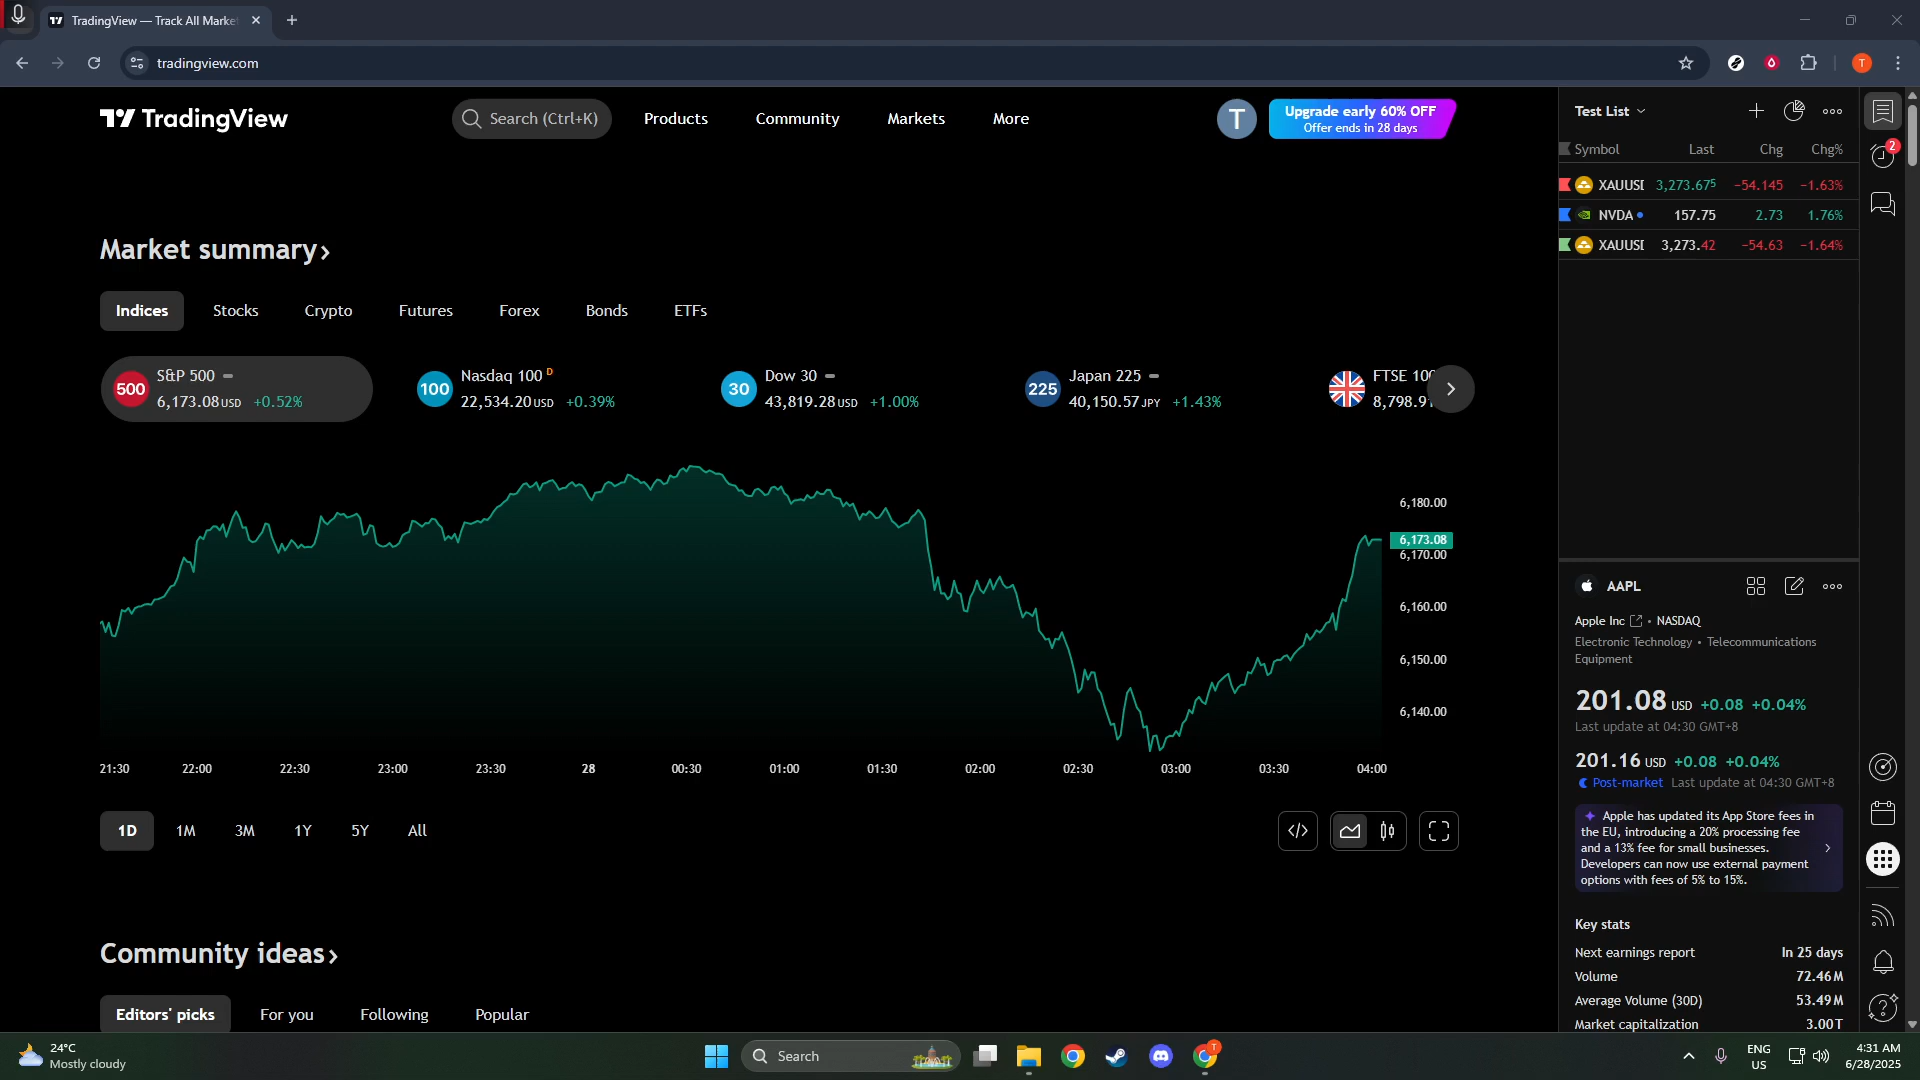 TradingView — Track All Marke
tradingview.com
TradingView
Search (Ctrl+K)
Products
Community
Markets
More
T
Upgrade early 60% OFF
Offer ends in 28 days
Market summary
Indices
Stocks
Crypto
Futures
Forex
Bonds
ETFs
500
S&P 500
6,173.08 USD +0.52%
100
Nasdaq 100 D
22,534.20 USD +0.39%
30
Dow 30
43,819.28 USD +1.00%
225
Japan 225
40,150.57 JPY +1.43%
FTSE 100
8,798.91
6,180.00
6,173.08
6,170.00
6,160.00
6,150.00
6,140.00
21:30 22:00 22:30 23:00 23:30 28 00:30 01:00 01:30 02:00 02:30 03:00 03:30 04:00
1D 1M 3M 1Y 5Y All
Community ideas
Editors' picks
For you
Following
Popular
Test List
Symbol Last Chg Chg%
XAUUSD 3,273.675 −54.145 −1.63%
NVDA 157.75 2.73 1.76%
XAUUSD 3,273.42 −54.63 −1.64%
2
AAPL
Apple Inc • NASDAQ
Electronic Technology • Telecommunications
Equipment
201.08 USD +0.08 +0.04%
Last update at 04:30 GMT+8
201.16 USD +0.08 +0.04%
Post-market Last update at 04:30 GMT+8
Apple has updated its App Store fees in
the EU, introducing a 20% processing fee
and a 13% fee for small businesses.
Developers can now use external payment
options with fees of 5% to 15%.
Key stats
Next earnings report In 25 days
Volume 72.46 M
Average Volume (30D) 53.49 M
Market capitalization 3.00 T
24°C
Mostly cloudy
Search
T
ENG
US
4:31 AM
6/28/2025